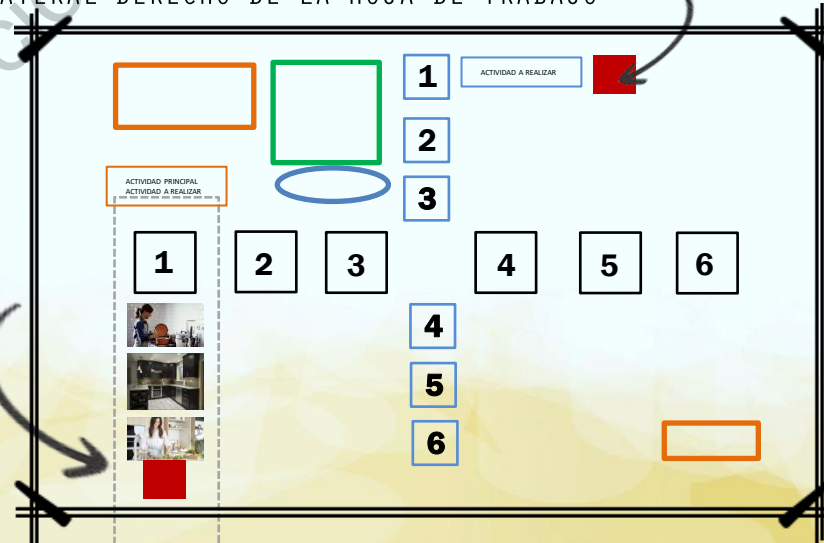 LATERAL DERECHO DE LA HOJA DE TRABAJO
1 ACTIVIDAD A REALIZAR
2
3
ACTIVIDAD PRINCIPAL
ACTIVIDAD A REALIZAR
1 2 3 4 5 6
4
5
6